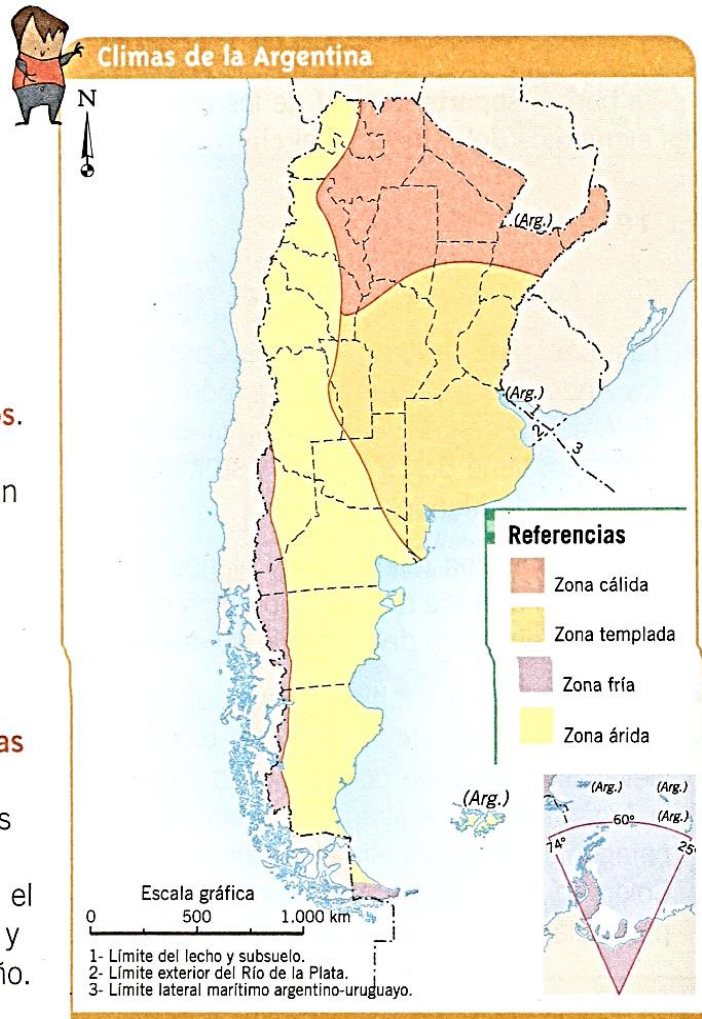 Climas de la Argentina
N
(Arg.)
(Arg.)
1
2
3
os.
n
Referencias
Zona cálida
Zona templada
Zona fría
Zona árida
as
s
el
y
ño.
(Arg.)
(Arg.)
(Arg.)
(Arg.)
74°
60°
25°
Escala gráfica
0 500 1.000 km
1- Límite del lecho y subsuelo.
2- Límite exterior del Río de la Plata.
3- Límite lateral marítimo argentino-uruguayo.